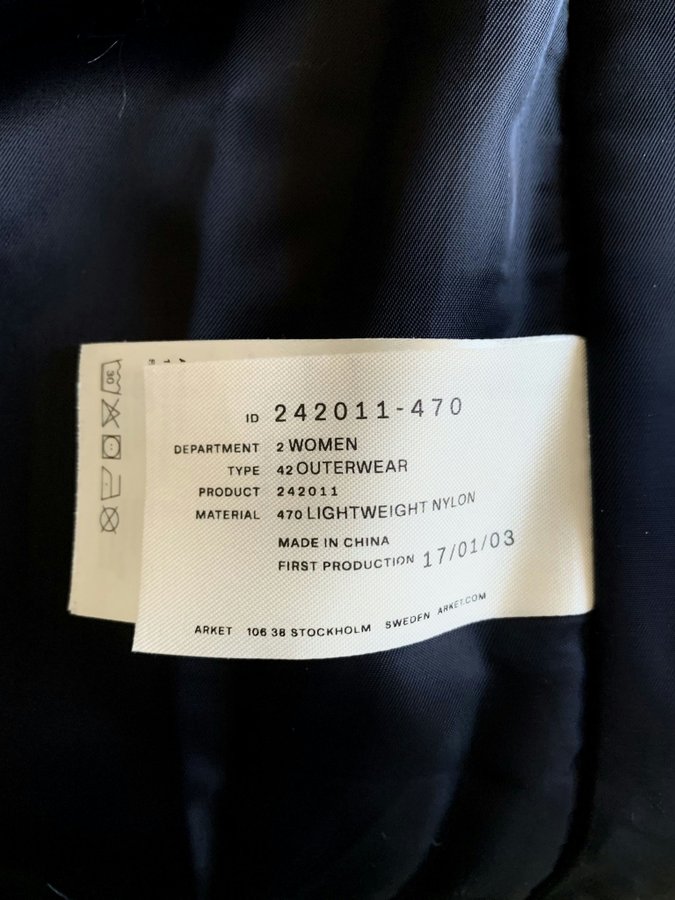 ID 242011-470
DEPARTMENT 2 WOMEN
TYPE 42 OUTERWEAR
PRODUCT 242011
MATERIAL 470 LIGHTWEIGHT NYLON
MADE IN CHINA
FIRST PRODUCTION 17/01/03
ARKET 106 38 STOCKHOLM SWEDEN ARKET.COM
30